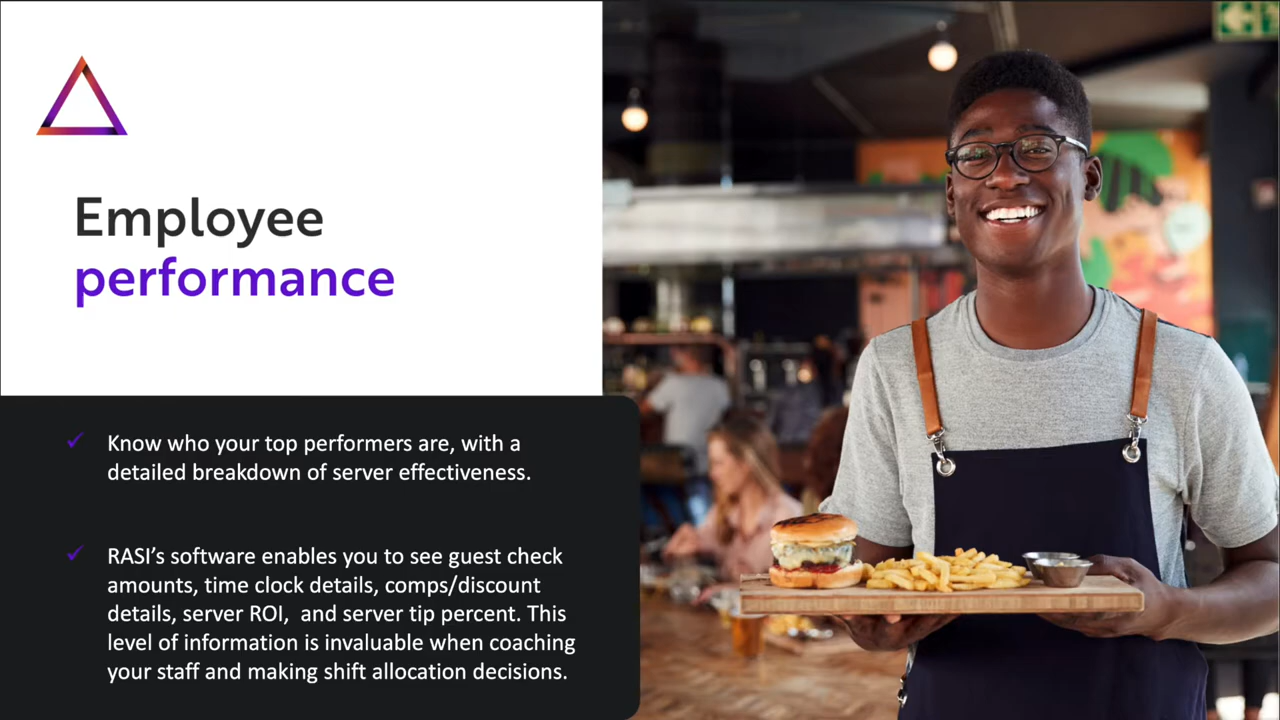 Employee
performance
Know who your top performers are, with a
detailed breakdown of server effectiveness.
RASI’s software enables you to see guest check
amounts, time clock details, comps/discount
details, server ROI,  and server tip percent. This
level of information is invaluable when coaching
your staff and making shift allocation decisions.